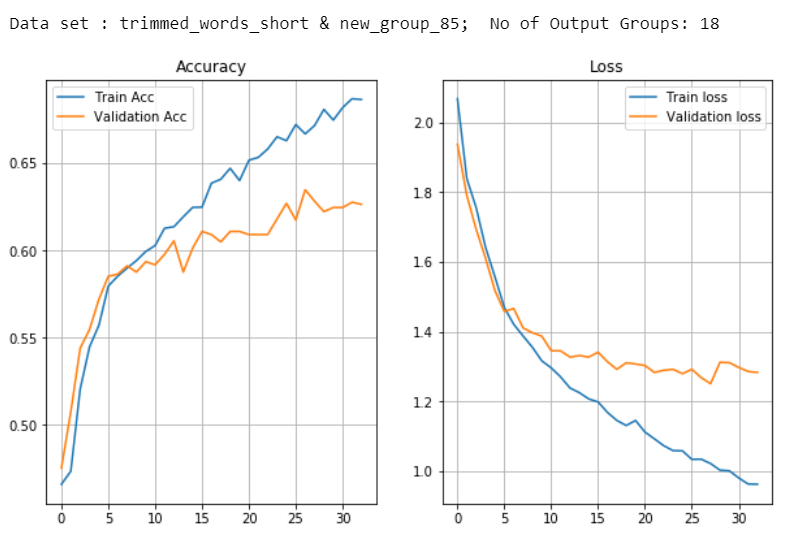 Data set : trimmed_words_short & new_group_85;  No of Output Groups: 18
Accuracy
Train Acc
Validation Acc
0.65
0.60
0.55
0.50
0 5 10 15 20 25 30
Loss
Train loss
Validation loss
2.0
1.8
1.6
1.4
1.2
1.0
0 5 10 15 20 25 30